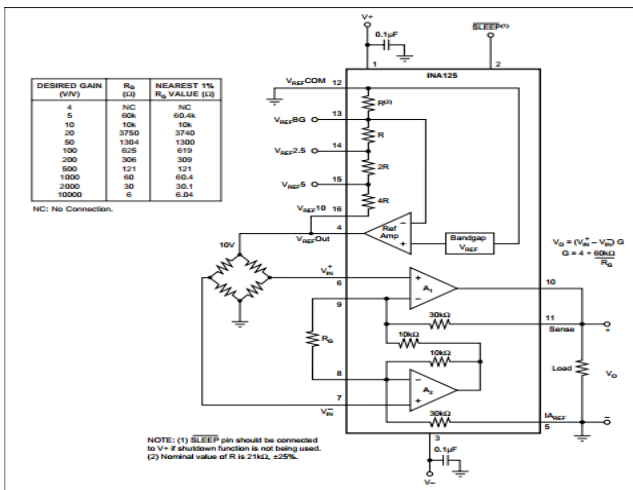 V+
0.1µF
SLEEP(1)
1
2
INA125
DESIRED GAIN (V/V) RG (Ω) NEAREST 1% RG VALUE (Ω)
4 NC NC
5 60k 60.4k
10 10k 10k
20 3750 3740
50 1304 1300
100 625 619
200 306 309
500 121 121
1000 60 60.4
2000 30 30.1
10000 6 6.04
NC: No Connection.
VREFCOM
12
R(2)
VREFBG
13
R
VREF2.5
14
2R
VREF5
15
4R
VREF10
16
VREFOut
4
Ref Amp
Bandgap VREF
10V
VO = (VIN+ – VIN–) G
G = 4 + 60kΩ
RG
VIN+
6
A1
10
9
30kΩ
11
Sense
10kΩ
RG
10kΩ
Load
VO
8
A2
7
VIN–
30kΩ
IAREF
5
3
0.1µF
V–
NOTE: (1) SLEEP pin should be connected
to V+ if shutdown function is not being used.
(2) Nominal value of R is 21kΩ, ±25%.